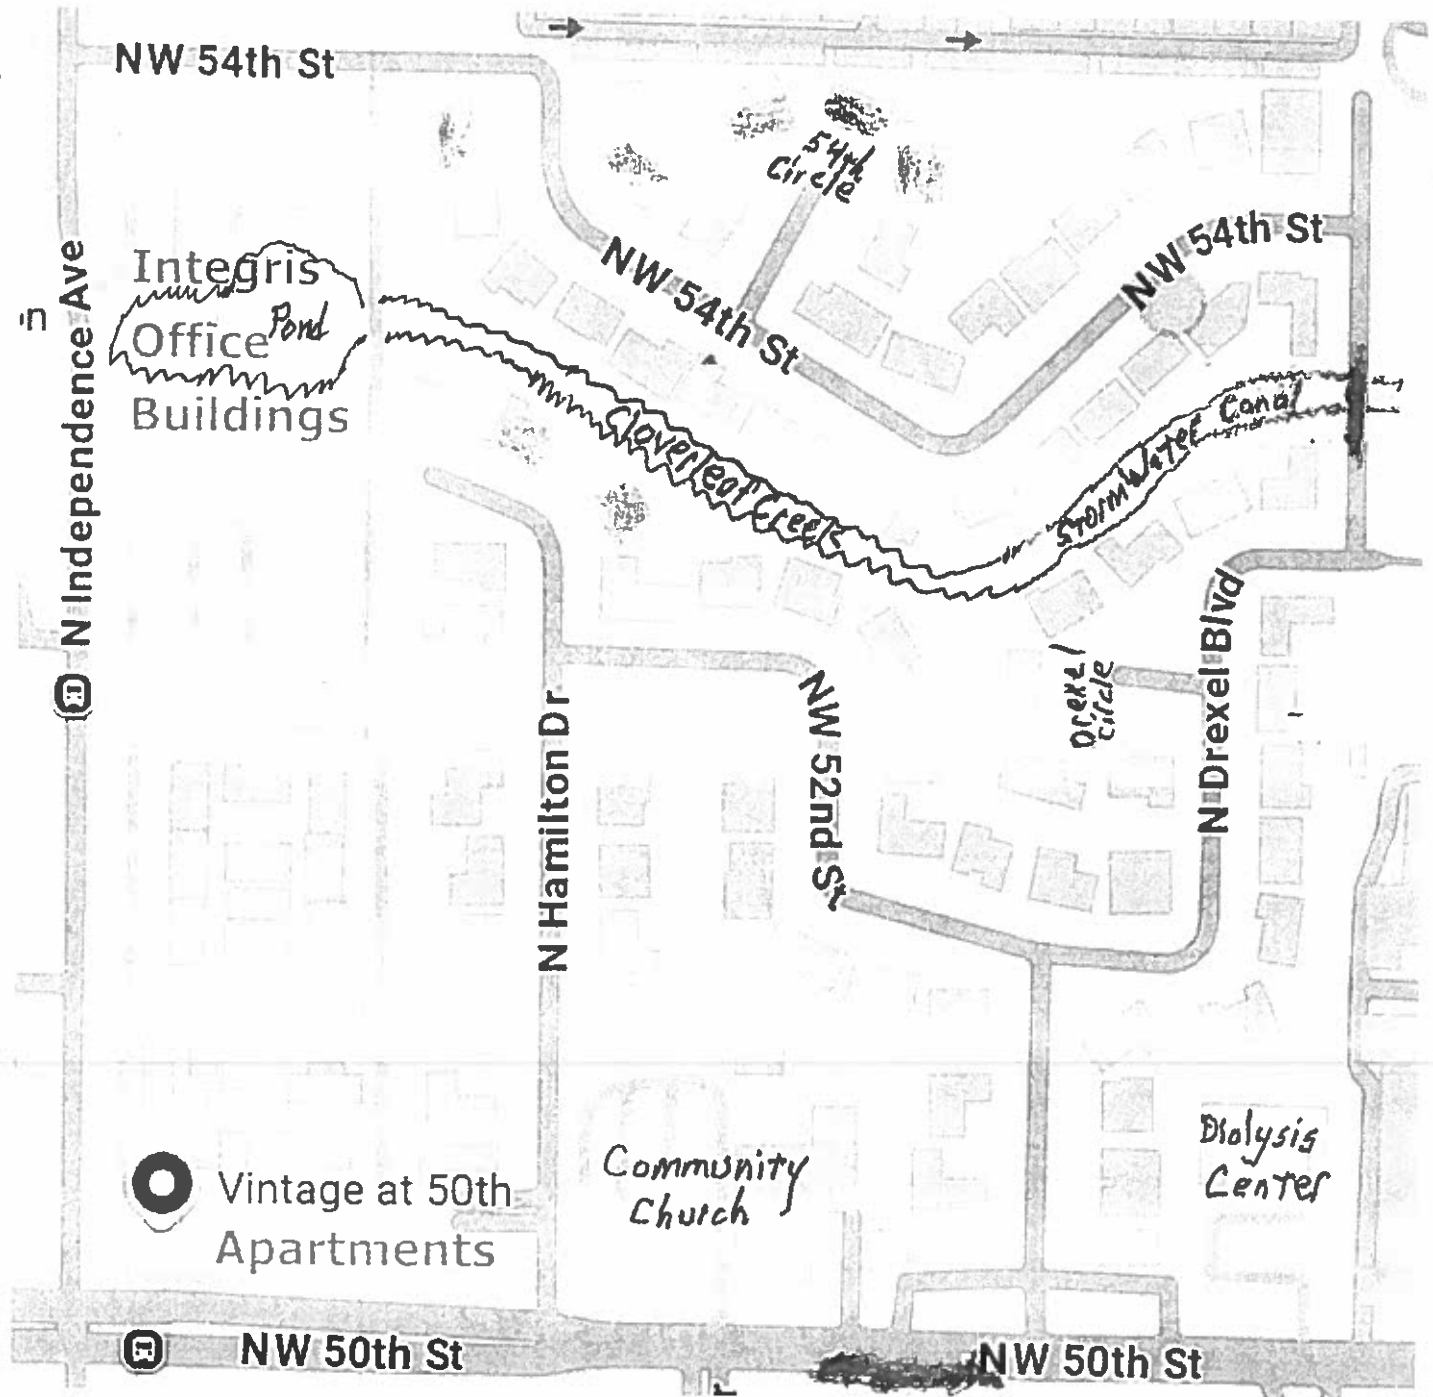 NW 54th St
54th
Circle
NW 54th St
NW 54th St
Integris
Office
Buildings
Pond
N Independence Ave
in
Cloverleaf Creek
Stormwater Canal
N Drexel Blvd
Drexel
Circle
N Hamilton Dr
NW 52nd St
Vintage at 50th
Apartments
Community
Church
Dialysis
Center
NW 50th St
NW 50th St